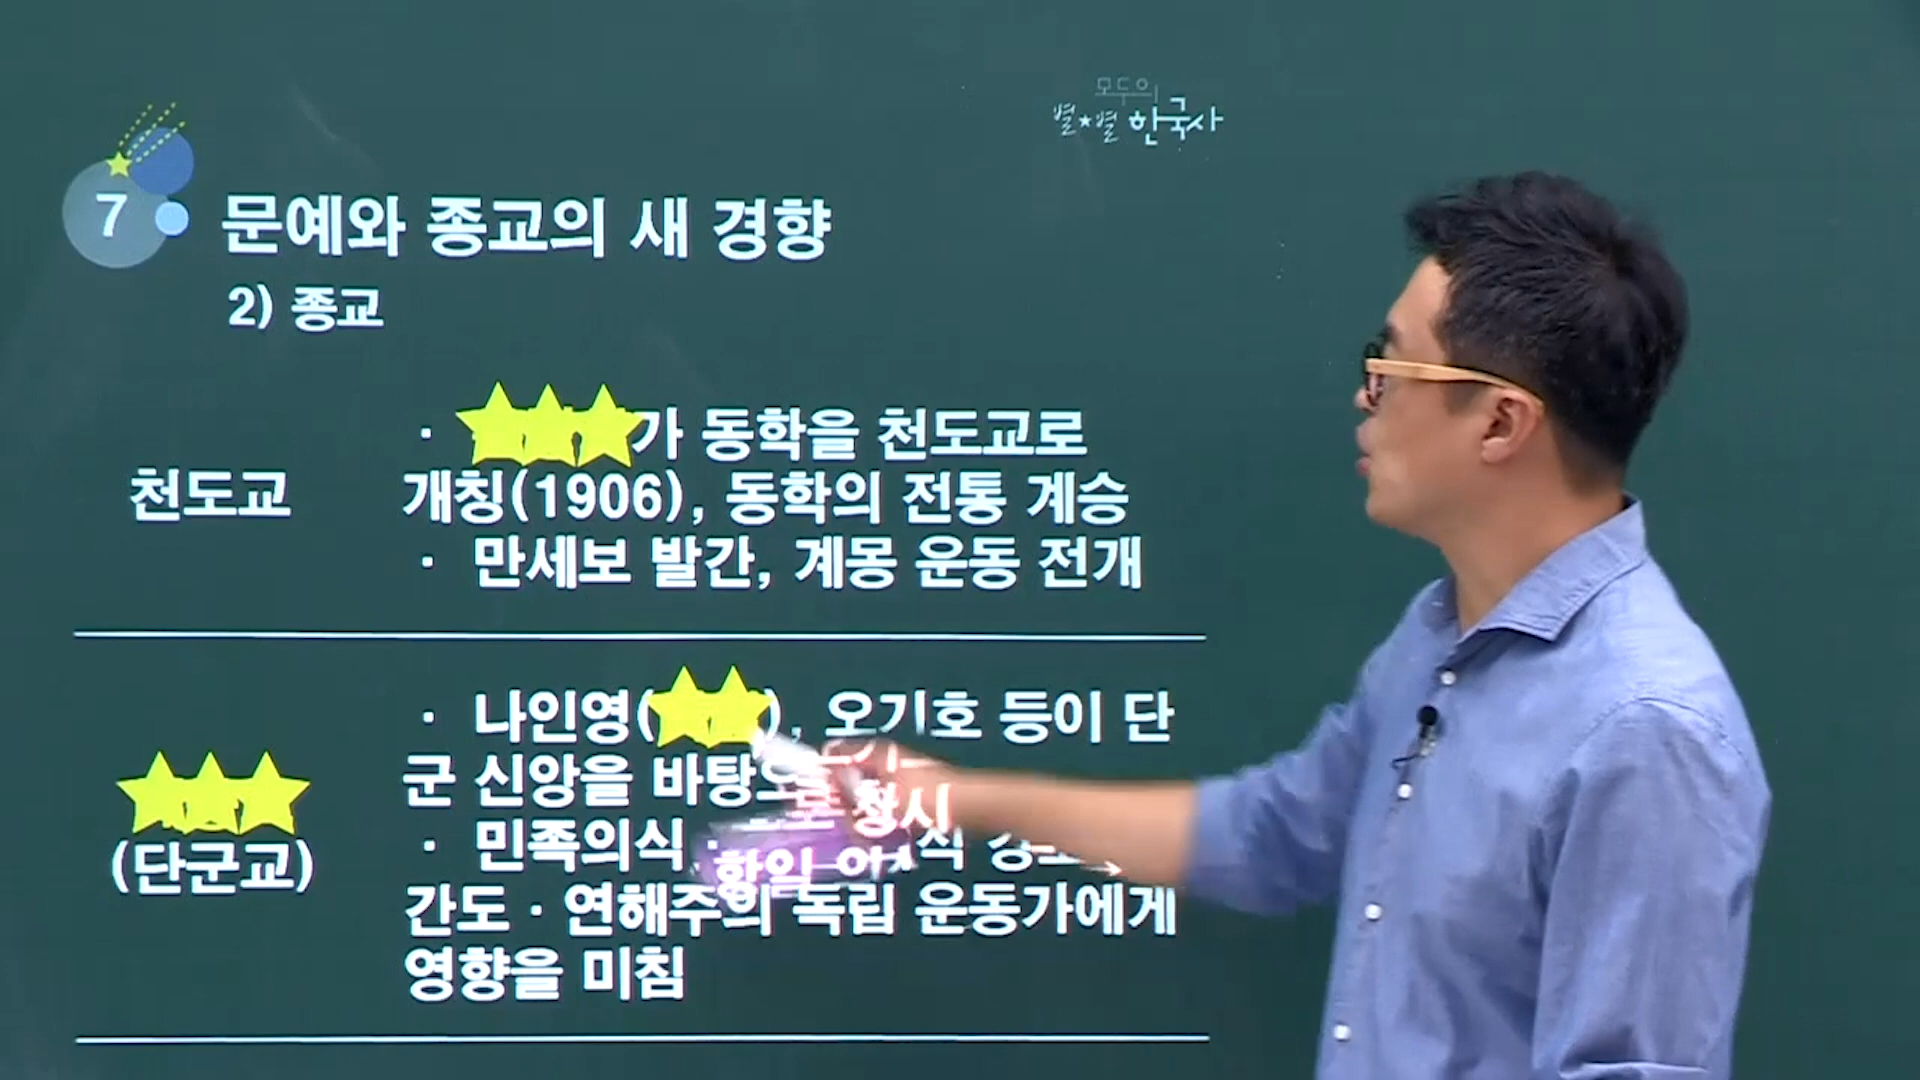 모두의
별★별 한국사
7 문예와 종교의 새 경향
2) 종교
가 동학을 천도교로
천도교
개칭(1906), 동학의 전통 계승
· 만세보 발간, 계몽 운동 전개
· 나인영( ), 오기호 등이 단
군 신앙을 바탕으로 창시
· 민족의식 · 항일
(단군교)
간도 · 연해주의 독립 운동가에게
영향을 미침